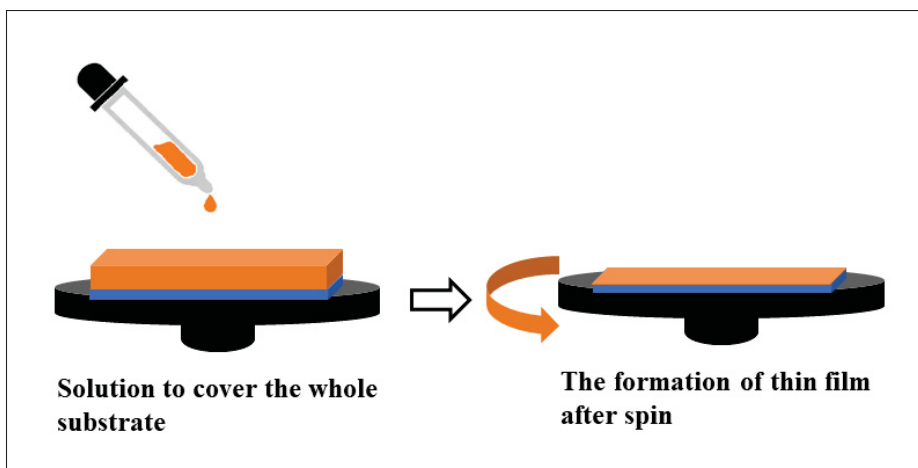 Solution to cover the whole
substrate
The formation of thin film
after spin